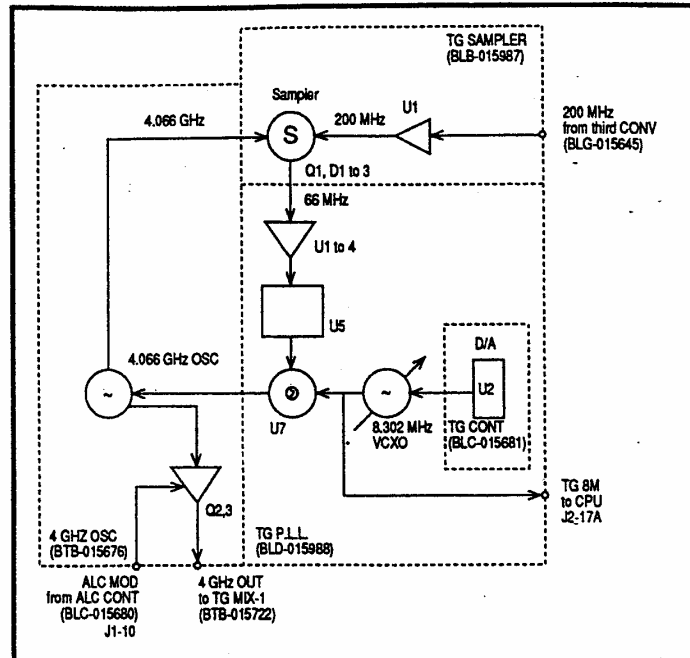 TG SAMPLER
(BLB-015987)
Sampler
U1
4.066 GHz
200 MHz
S
200 MHz
from third CONV
(BLG-015645)
Q1, D1 to 3
66 MHz
U1 to 4
U5
D/A
4.066 GHz OSC
~
~
U2
U7
8.302 MHz
VCXO
TG CONT
(BLC-015681)
Q2,3
TG 8M
to CPU
J2-17A
4 GHZ OSC
(BTB-015676)
TG P.L.L.
(BLD-015988)
ALC MOD
from ALC CONT
(BLC-015680)
J1-10
4 GHz OUT
to TG MIX-1
(BTB-015722)